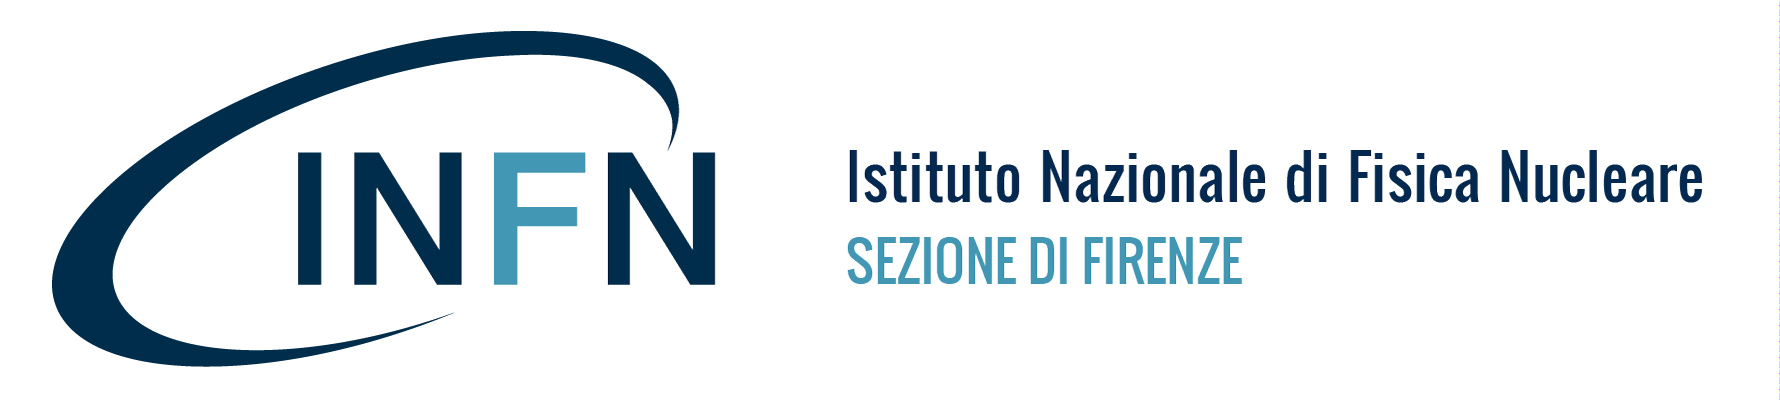 INFN
Istituto Nazionale di Fisica Nucleare
SEZIONE DI FIRENZE